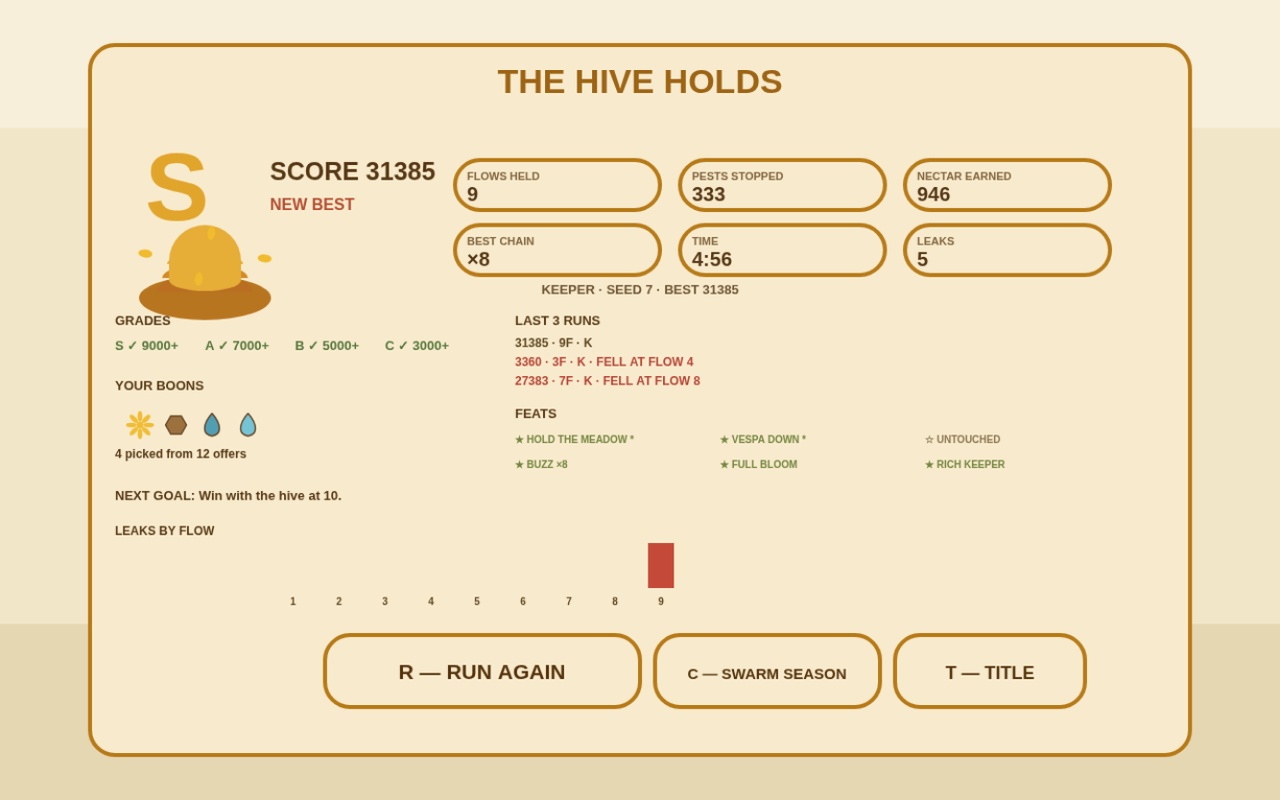 THE HIVE HOLDS
S
SCORE 31385
NEW BEST
FLOWS HELD
9
PESTS STOPPED
333
NECTAR EARNED
946
BEST CHAIN
×8
TIME
4:56
LEAKS
5
KEEPER · SEED 7 · BEST 31385
GRADES
S ✓ 9000+ A ✓ 7000+ B ✓ 5000+ C ✓ 3000+
YOUR BOONS
4 picked from 12 offers
NEXT GOAL: Win with the hive at 10.
LAST 3 RUNS
31385 · 9F · K
3360 · 3F · K · FELL AT FLOW 4
27383 · 7F · K · FELL AT FLOW 8
FEATS
★ HOLD THE MEADOW * ★ VESPA DOWN * ☆ UNTOUCHED
★ BUZZ ×8 ★ FULL BLOOM ★ RICH KEEPER
LEAKS BY FLOW
1 2 3 4 5 6 7 8 9
R — RUN AGAIN
C — SWARM SEASON
T — TITLE